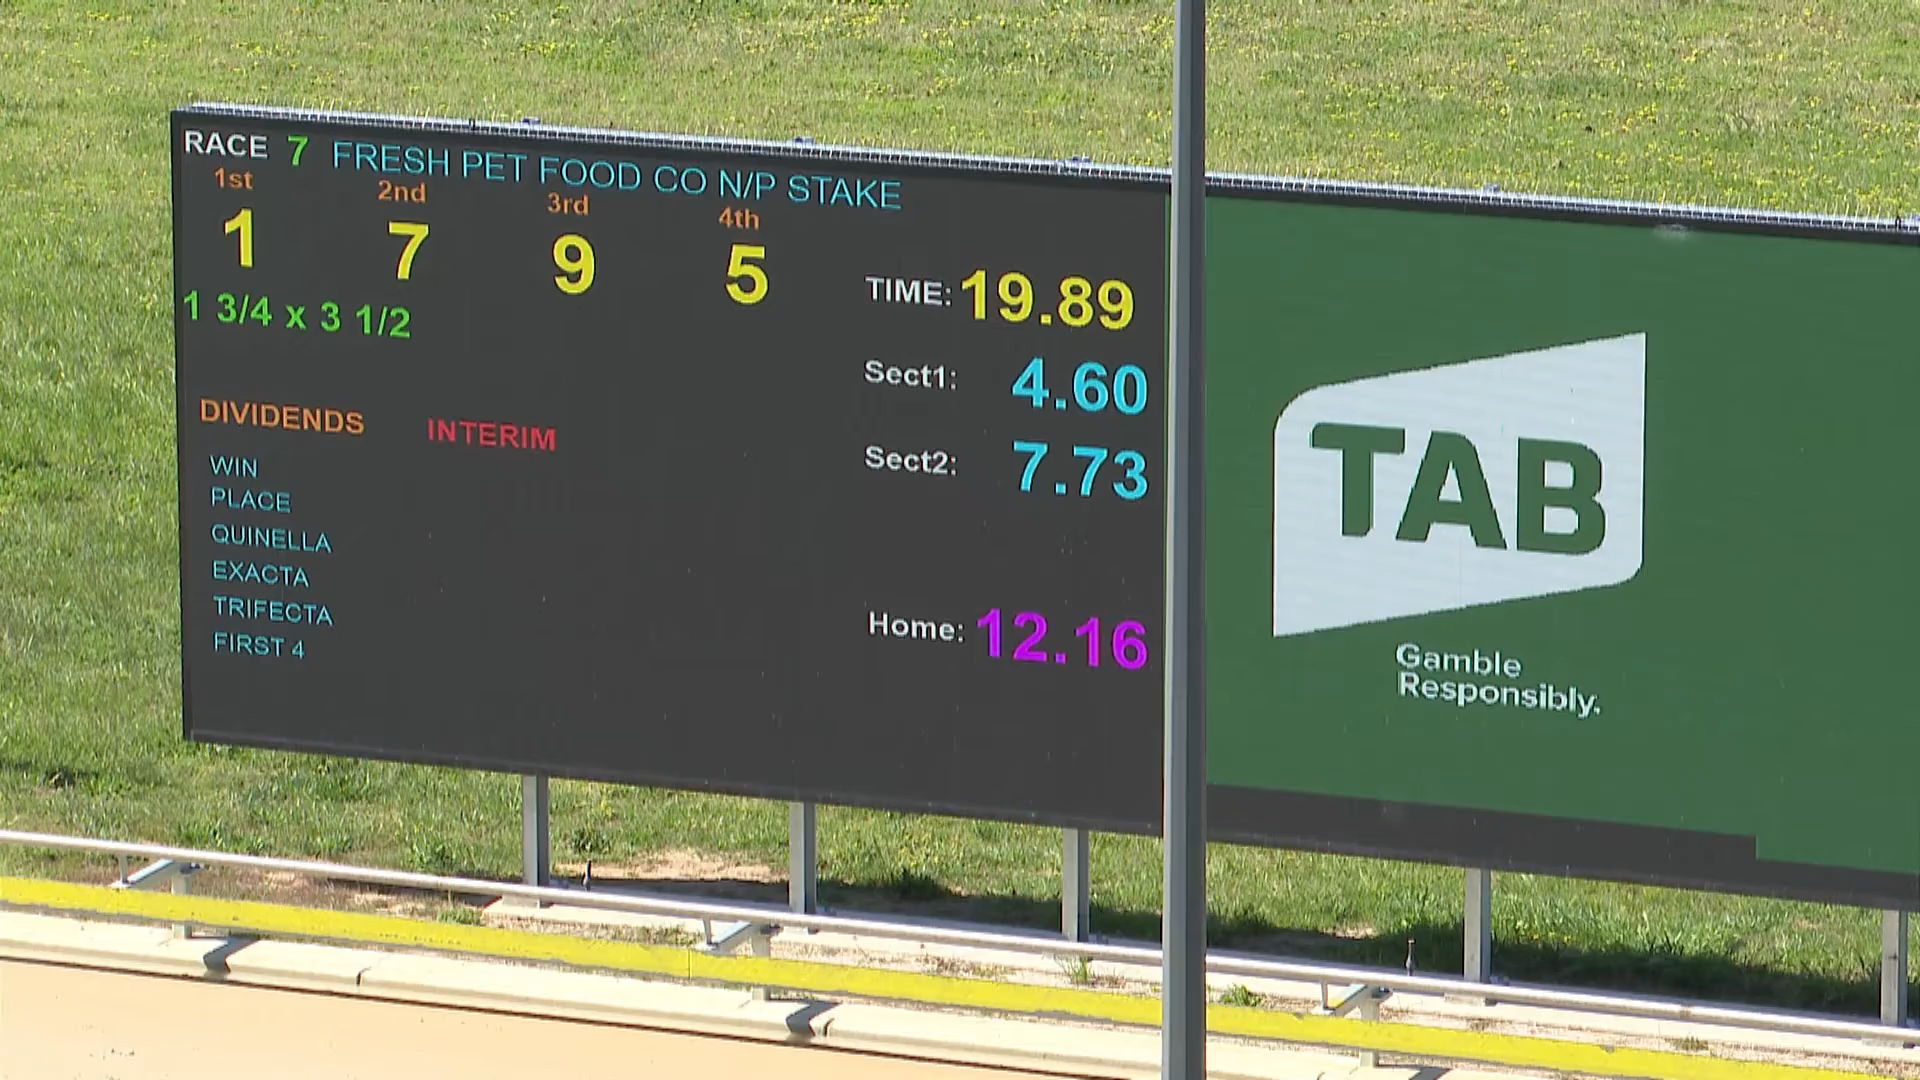 RACE 7 FRESH PET FOOD CO N/P STAKE
1st 2nd 3rd 4th
1 7 9 5
1 3/4 x 3 1/2
TIME: 19.89
Sect1: 4.60
Sect2: 7.73
Home: 12.16
DIVIDENDS INTERIM
WIN
PLACE
QUINELLA
EXACTA
TRIFECTA
FIRST 4
TAB
Gamble
Responsibly.